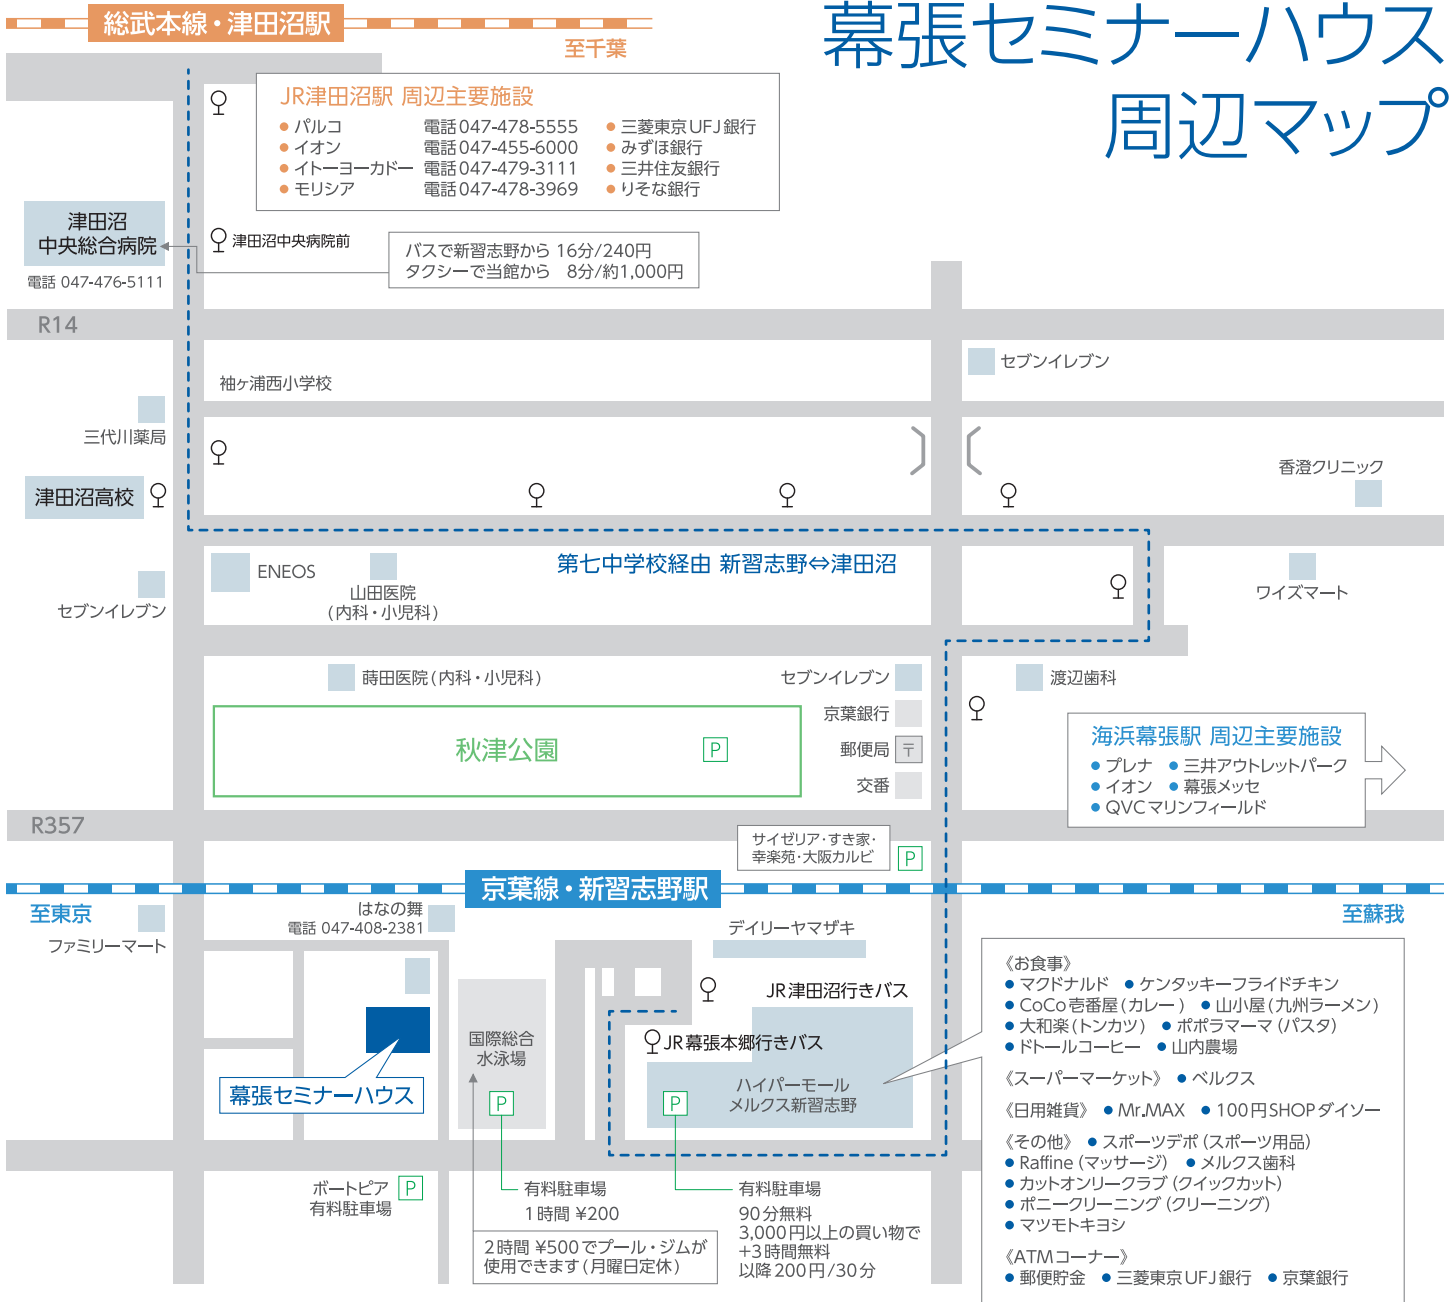 総武本線・津田沼駅
至千葉
幕張セミナーハウス
周辺マップ
JR津田沼駅 周辺主要施設
● パルコ 電話047-478-5555 ● 三菱東京UFJ銀行
● イオン 電話047-455-6000 ● みずほ銀行
● イトーヨーカドー 電話047-479-3111 ● 三井住友銀行
● モリシア 電話047-478-3969 ● りそな銀行
津田沼
中央総合病院
電話 047-476-5111
津田沼中央病院前
バスで新習志野から 16分/240円
タクシーで当館から 8分/約1,000円
R14
袖ヶ浦西小学校
セブンイレブン
三代川薬局
津田沼高校
香澄クリニック
第七中学校経由 新習志野⇔津田沼
ENEOS
山田医院
(内科・小児科)
セブンイレブン
ワイズマート
蒔田医院(内科・小児科)
セブンイレブン
渡辺歯科
京葉銀行
秋津公園
P
郵便局
〒
交番
海浜幕張駅 周辺主要施設
● プレナ ● 三井アウトレットパーク
● イオン ● 幕張メッセ
● QVCマリンフィールド
R357
サイゼリア・すき家・
幸楽苑・大阪カルビ
P
京葉線・新習志野駅
至東京
至蘇我
ファミリーマート
はなの舞
電話 047-408-2381
デイリーヤマザキ
JR津田沼行きバス
JR幕張本郷行きバス
国際総合
水泳場
P
幕張セミナーハウス
ハイパーモール
メルクス新習志野
P
《お食事》
● マクドナルド ● ケンタッキーフライドチキン
● CoCo壱番屋(カレー) ● 山小屋(九州ラーメン)
● 大和楽(トンカツ) ● ポポラマーマ(パスタ)
● ドトールコーヒー ● 山内農場
《スーパーマーケット》 ● ベルクス
《日用雑貨》 ● Mr.MAX ● 100円SHOPダイソー
《その他》 ● スポーツデポ(スポーツ用品)
● Raffine(マッサージ) ● メルクス歯科
● カットオンリークラブ(クイックカット)
● ポニークリーニング(クリーニング)
● マツモトキヨシ
《ATMコーナー》
● 郵便貯金 ● 三菱東京UFJ銀行 ● 京葉銀行
ボートピア
有料駐車場
P
有料駐車場
1時間 ¥200
2時間 ¥500でプール・ジムが
使用できます(月曜日定休)
有料駐車場
90分無料
3,000円以上の買い物で
+3時間無料
以降200円/30分